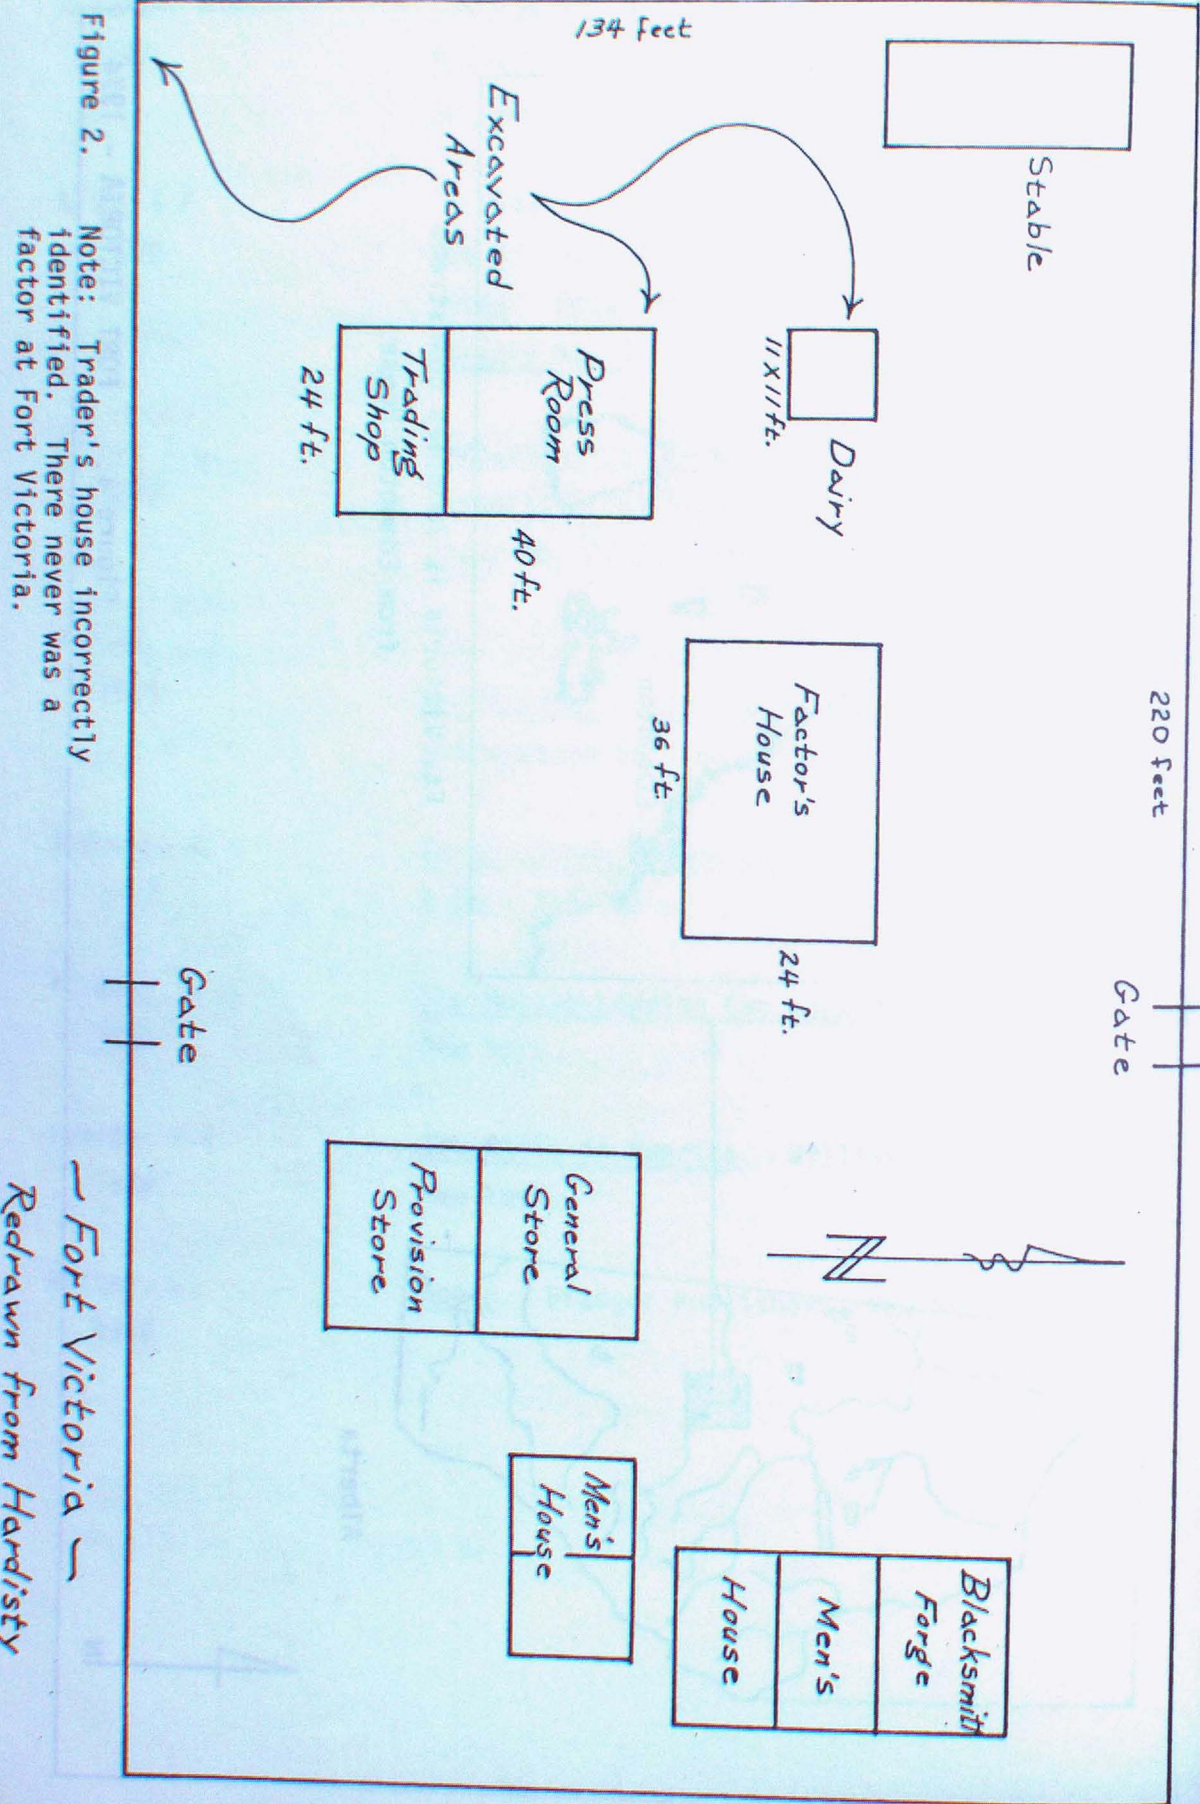 220 feet
Gate
134 feet
Stable
Blacksmith
Forge
Men's
House
Dairy
11 x 11 ft.
Factor's
House
24 ft.
36 ft.
Excavated
Areas
Press
Room
40 ft.
Trading
Shop
24 ft.
General
Store
Provision
Store
Men's
House
N
Gate
Figure 2. Note: Trader's house incorrectly
identified. There never was a
factor at Fort Victoria.
— Fort Victoria —
Redrawn from Hardisty